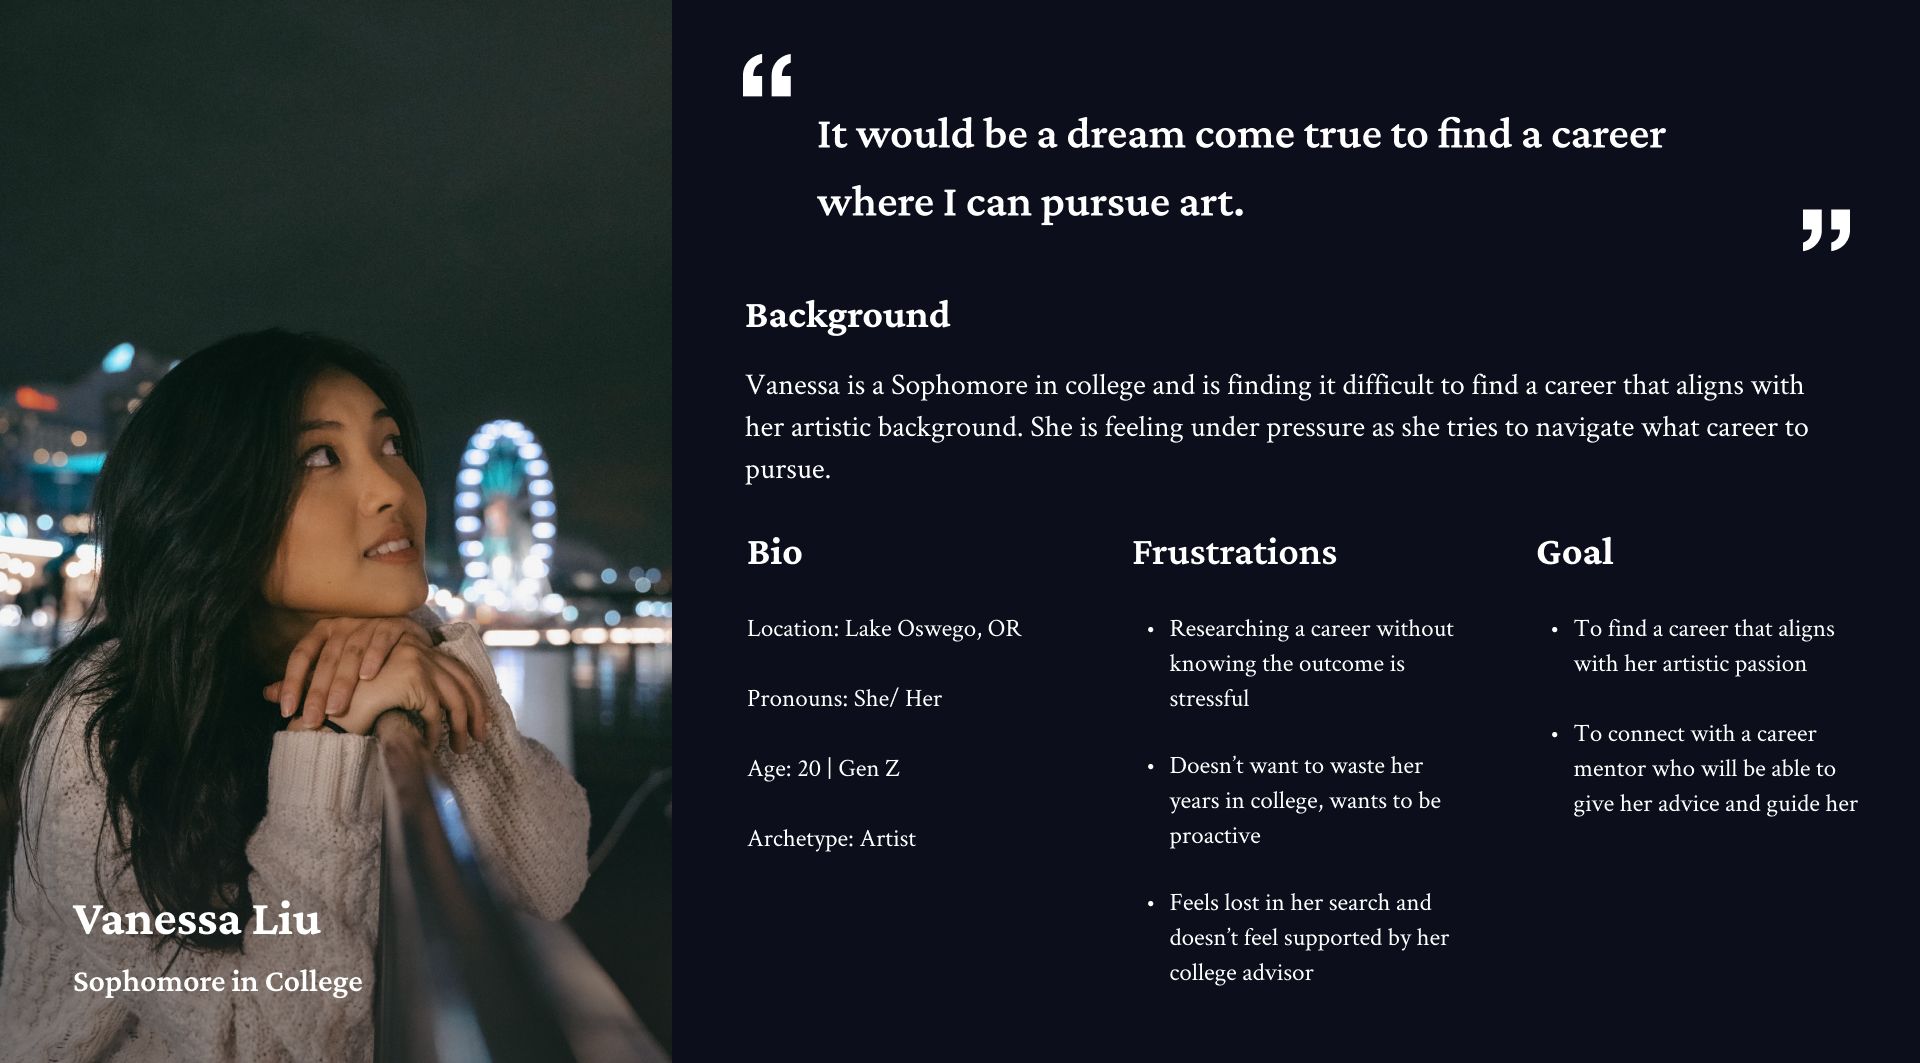 “
It would be a dream come true to find a career
where I can pursue art.
”
Background
Vanessa is a Sophomore in college and is finding it difficult to find a career that aligns with
her artistic background. She is feeling under pressure as she tries to navigate what career to
pursue.
Bio
Location: Lake Oswego, OR
Pronouns: She/ Her
Age: 20 | Gen Z
Archetype: Artist
Frustrations
• Researching a career without
knowing the outcome is
stressful
• Doesn’t want to waste her
years in college, wants to be
proactive
• Feels lost in her search and
doesn’t feel supported by her
college advisor
Goal
• To find a career that aligns
with her artistic passion
• To connect with a career
mentor who will be able to
give her advice and guide her
Vanessa Liu
Sophomore in College